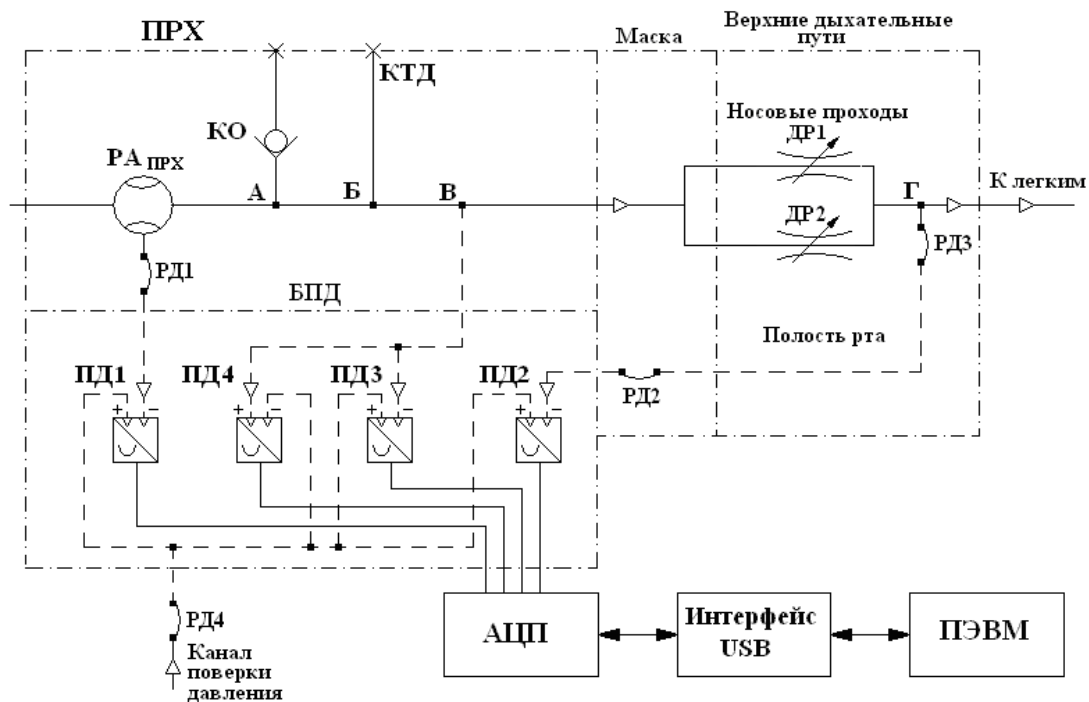 ПРХ
Маска
Верхние дыхательные
пути
КТД
КО
РА ПРХ
Носовые проходы
ДР1
А
Б
В
Г
К легким
ДР2
РД1
РД3
БПД
Полость рта
ПД1
ПД4
ПД3
ПД2
РД2
+ −
+ −
+ −
+ −
РД4
Канал
поверки
давления
АЦП
Интерфейс
USB
ПЭВМ